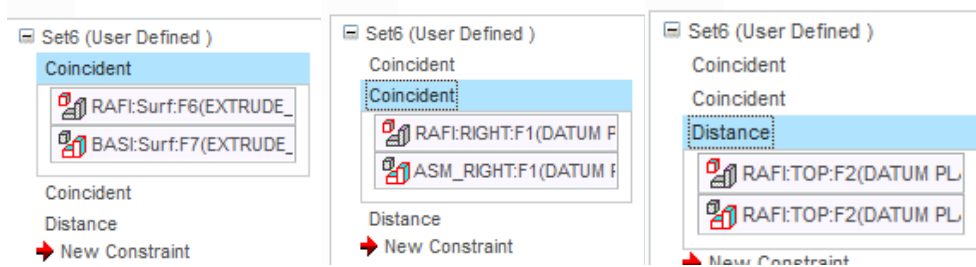 Set6 (User Defined )
Coincident
RAFI:Surf:F6(EXTRUDE_
BASI:Surf:F7(EXTRUDE_
Coincident
Distance
New Constraint
Set6 (User Defined )
Coincident
Coincident
RAFI:RIGHT:F1(DATUM P
ASM_RIGHT:F1(DATUM F
Distance
New Constraint
Set6 (User Defined )
Coincident
Coincident
Distance
RAFI:TOP:F2(DATUM PL
RAFI:TOP:F2(DATUM PL
New Constraint